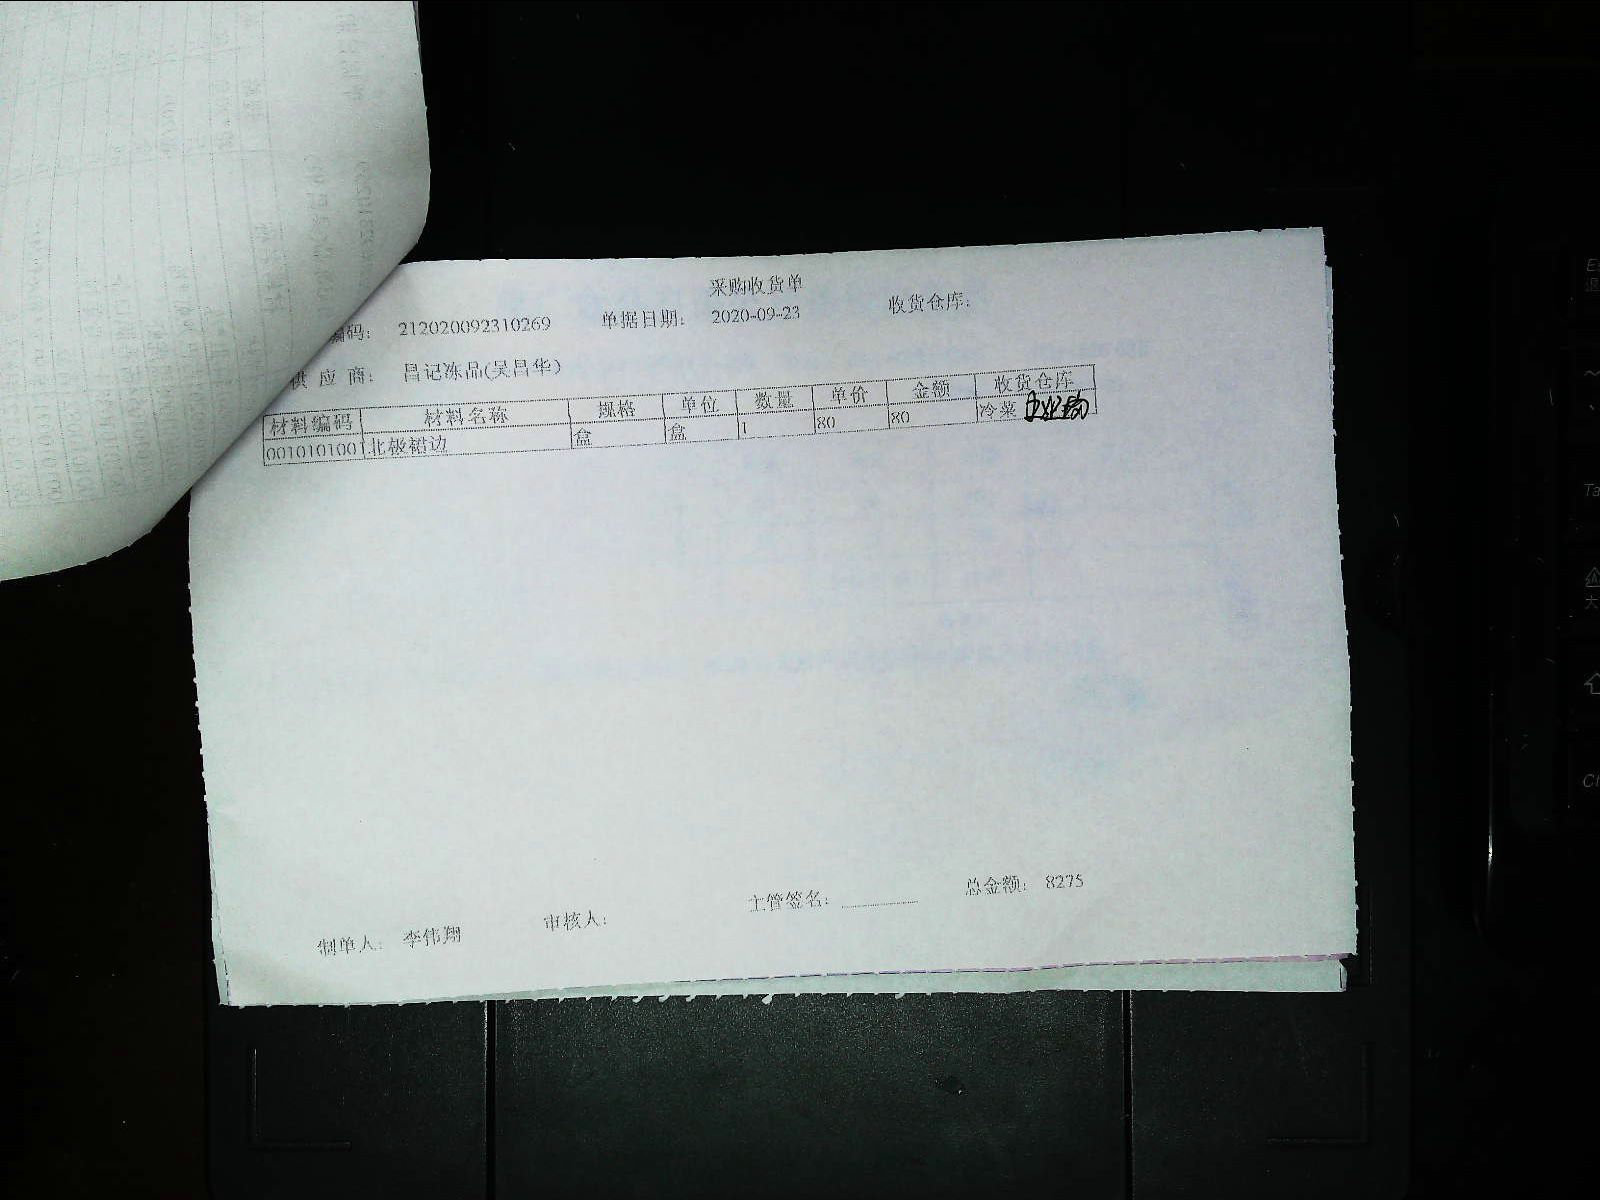 采购收货单
编码： 212020092310269 单据日期： 2020-09-23 收货仓库：
供 应 商： 昌记冻品(吴昌华)
材料编码 材料名称 规格 单位 数量 单价 金额 收货仓库
001010100 北极铅边 盒 盒 1 80 80 冷菜
制单人： 李伟翔 审核人： 主管签名： 总金额： 8275